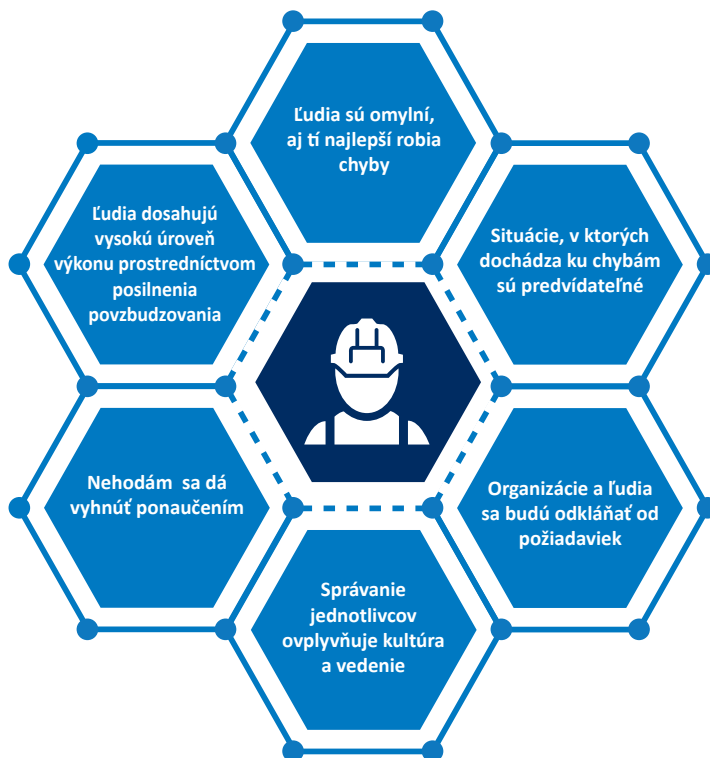 Ľudia sú omylní,
aj tí najlepší robia
chyby
Ľudia dosahujú
vysokú úroveň
výkonu prostredníctvom
posilnenia
povzbudzovania
Situácie, v ktorých
dochádza ku chybám
sú predvídateľné
Nehodám  sa dá
vyhnúť ponaučením
Organizácie a ľudia
sa budú odkláňať od
požiadaviek
Správanie
jednotlivcov
ovplyvňuje kultúra
a vedenie